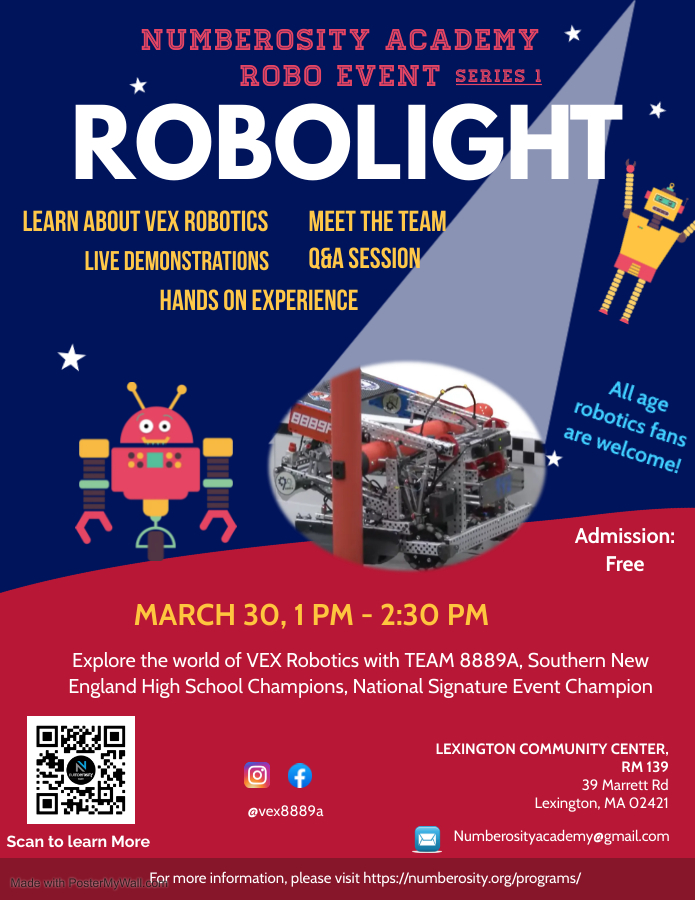 NUMBEROSITY ACADEMY
ROBO EVENT SERIES 1
ROBOLIGHT
LEARN ABOUT VEX ROBOTICS
MEET THE TEAM
LIVE DEMONSTRATIONS
Q&A SESSION
HANDS ON EXPERIENCE
8889A
All age
robotics fans
are welcome!
Admission:
Free
MARCH 30, 1 PM - 2:30 PM
Explore the world of VEX Robotics with TEAM 8889A, Southern New
England High School Champions, National Signature Event Champion
numberosity
Scan to learn More
@vex8889a
LEXINGTON COMMUNITY CENTER,
RM 139
39 Marrett Rd
Lexington, MA 02421
Numberosityacademy@gmail.com
For more information, please visit https://numberosity.org/programs/
Made with PosterMyWall.com